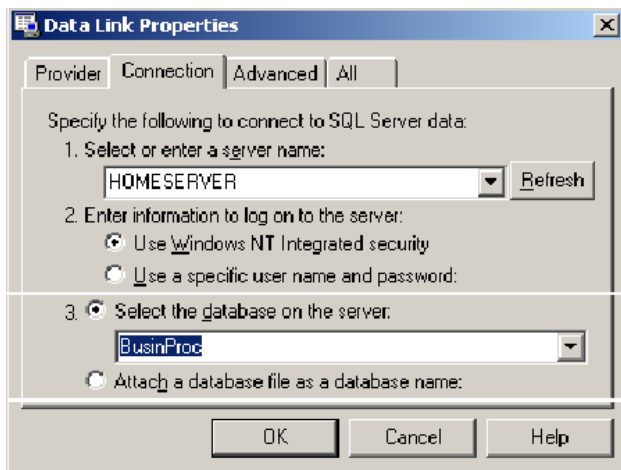 Data Link Properties
Provider Connection Advanced All
Specify the following to connect to SQL Server data:
1. Select or enter a server name:
HOMESERVER Refresh
2. Enter information to log on to the server:
Use Windows NT Integrated security
Use a specific user name and password:
3. Select the database on the server:
BusinProc
Attach a database file as a database name:
OK Cancel Help